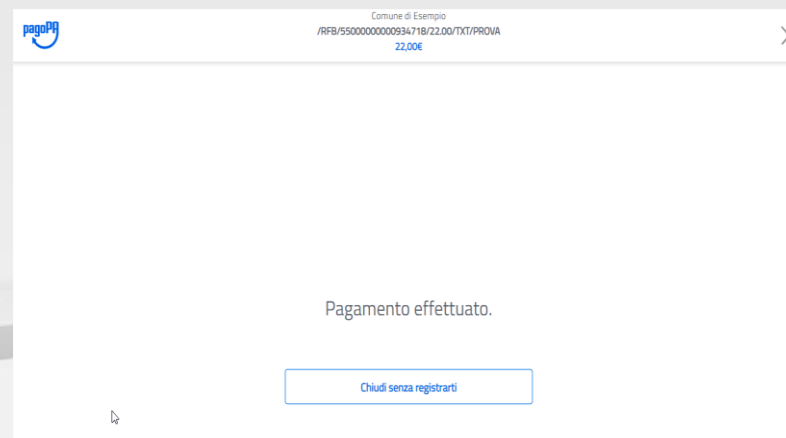 pagoPA
Comune di Esempio
/RFB/55000000000934718/22.00/TXT/PROVA
22,00€
Pagamento effettuato.
Chiudi senza registrarti